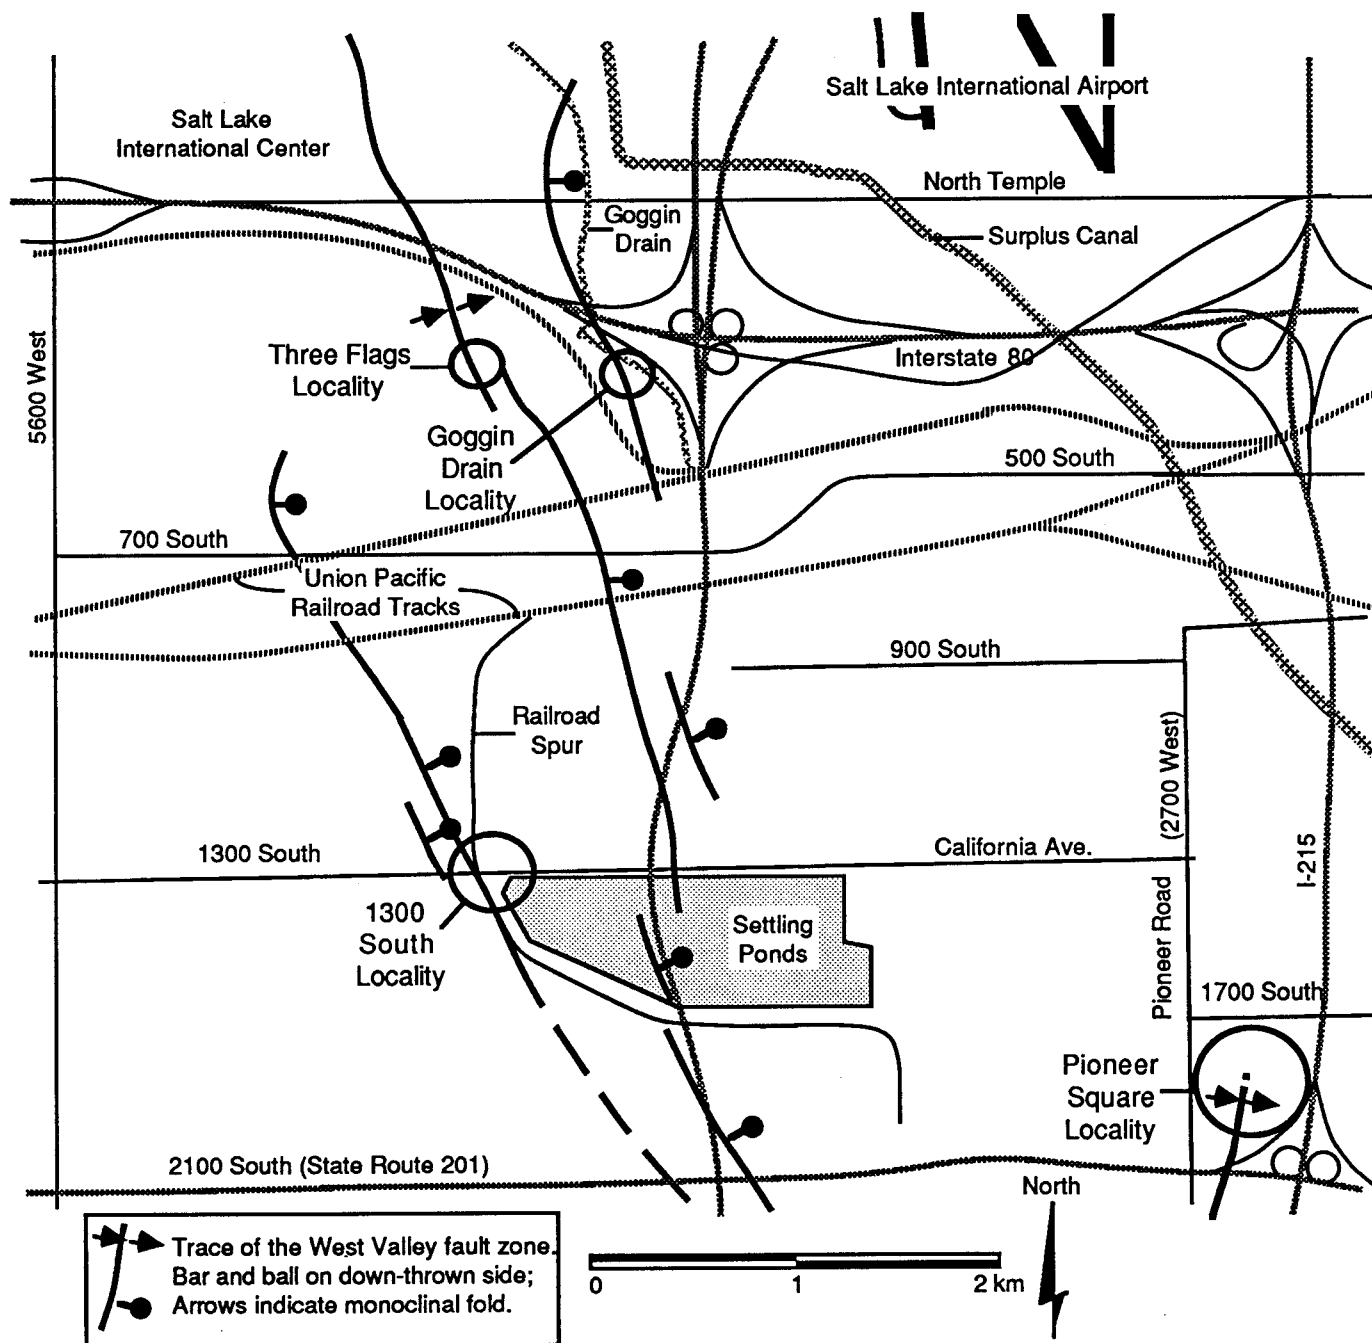 Salt Lake International Airport
Salt Lake
International Center
North Temple
Goggin
Drain
Surplus Canal
5600 West
Three Flags
Locality
Interstate 80
Goggin
Drain
Locality
500 South
700 South
Union Pacific
Railroad Tracks
900 South
Railroad
Spur
(2700 West)
Pioneer Road
I-215
1300 South
California Ave.
1300
South
Locality
Settling
Ponds
1700 South
Pioneer
Square
Locality
2100 South (State Route 201)
North
Trace of the West Valley fault zone.
Bar and ball on down-thrown side;
Arrows indicate monoclinal fold.
0 1 2 km